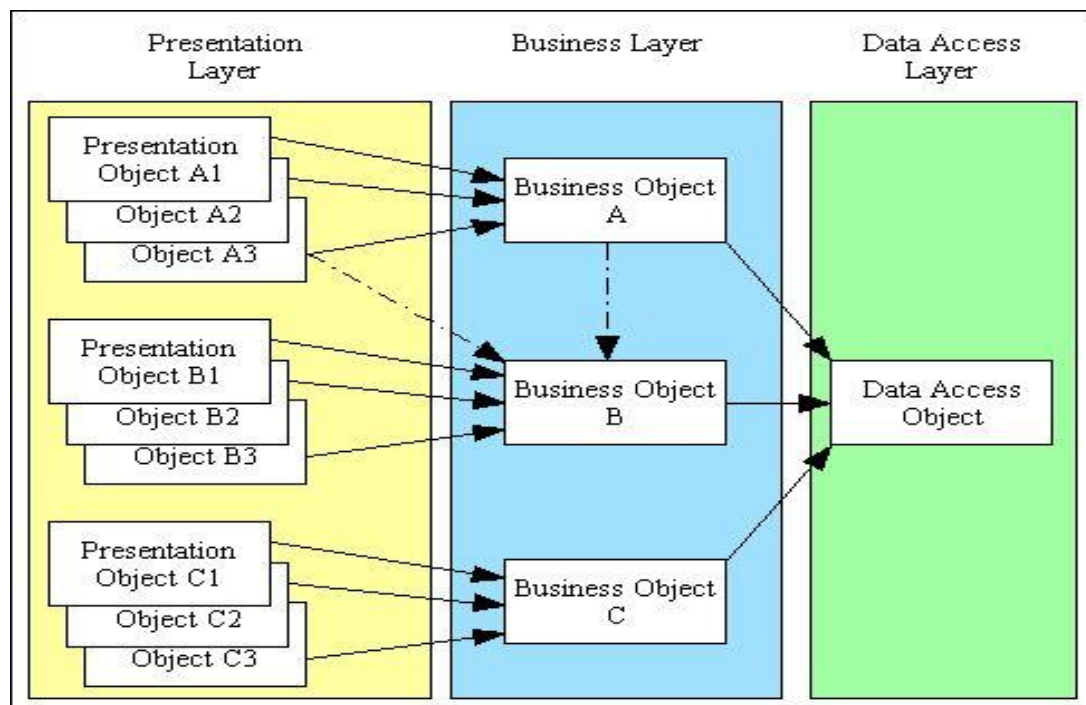 Presentation
Layer
Business Layer
Data Access
Layer
Presentation
Object A1
Object A2
Object A3
Presentation
Object B1
Object B2
Object B3
Presentation
Object C1
Object C2
Object C3
Business Object
A
Business Object
B
Business Object
C
Data Access
Object